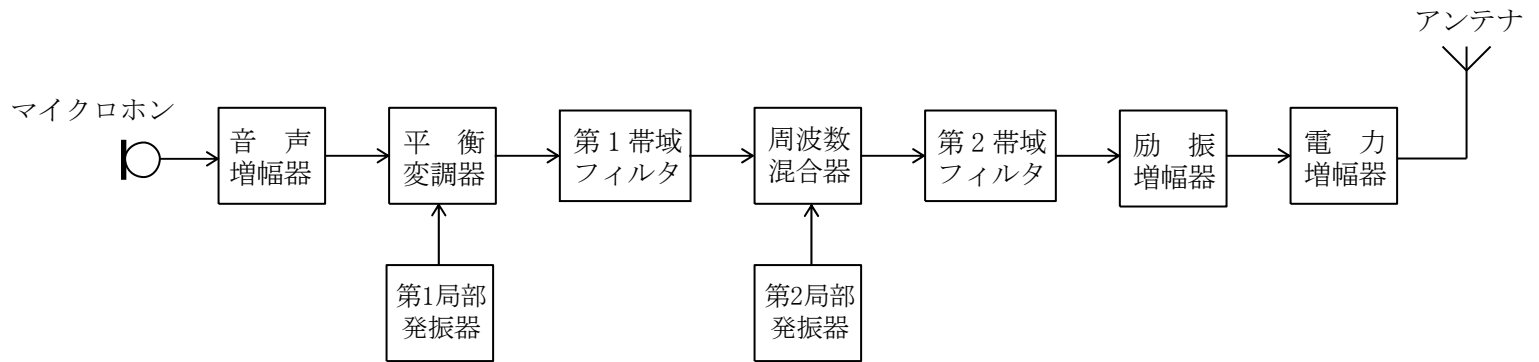 アンテナ
マイクロホン
音 声
増幅器
平 衡
変調器
第１帯域
フィルタ
周波数
混合器
第２帯域
フィルタ
励 振
増幅器
電 力
増幅器
第1局部
発振器
第2局部
発振器